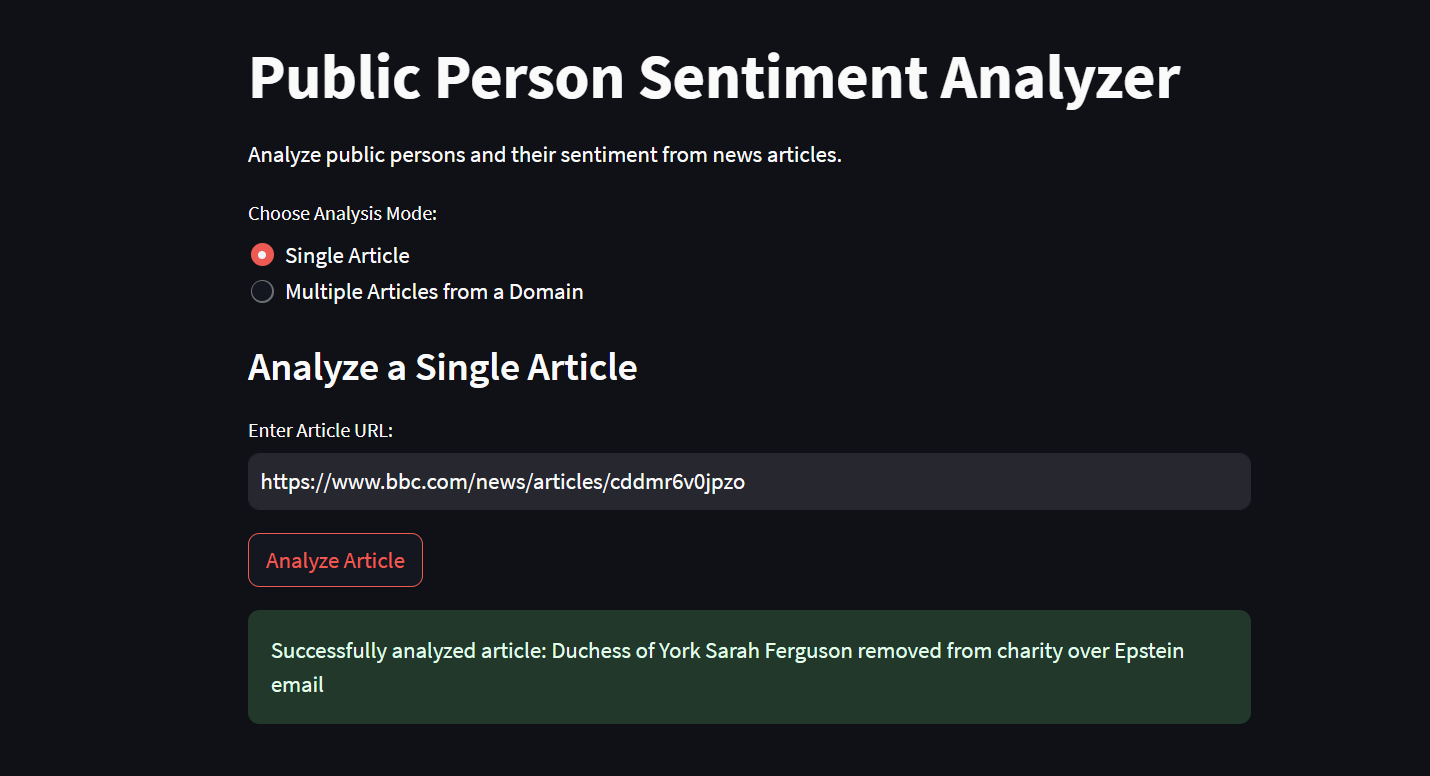 Public Person Sentiment Analyzer
Analyze public persons and their sentiment from news articles.
Choose Analysis Mode:
Single Article
Multiple Articles from a Domain
Analyze a Single Article
Enter Article URL:
https://www.bbc.com/news/articles/cddmr6v0jpzo
Analyze Article
Successfully analyzed article: Duchess of York Sarah Ferguson removed from charity over Epstein
email